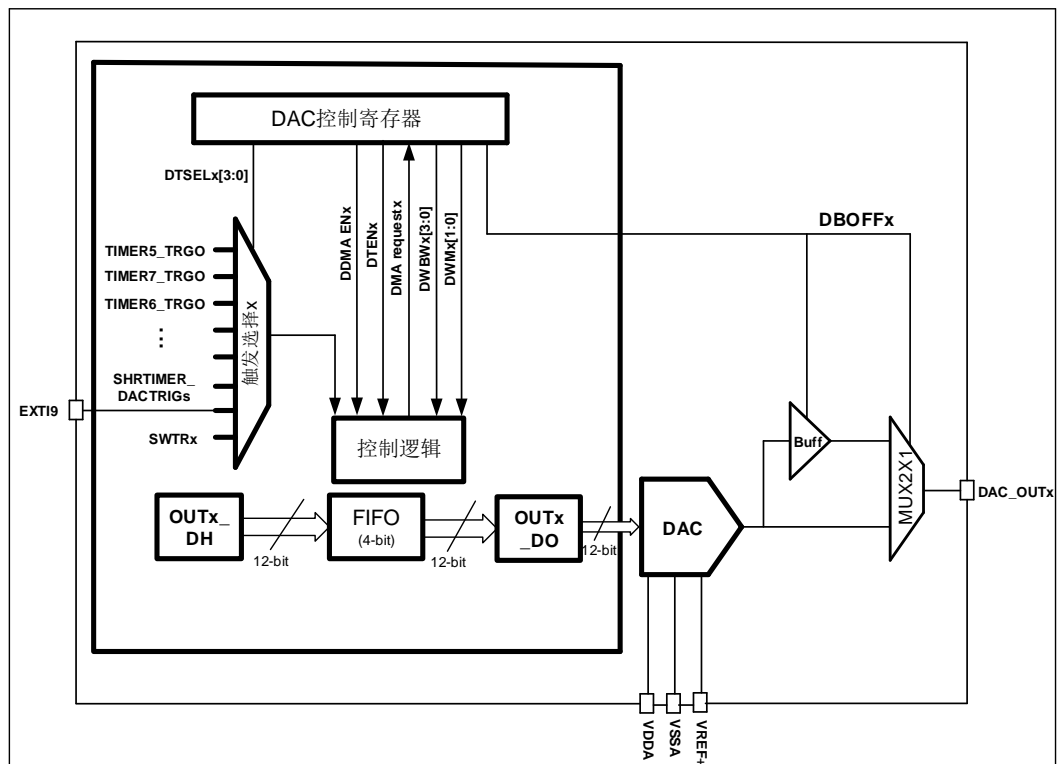 DAC控制寄存器
DTSELx[3:0]
DDMA ENx
DTENx
DMA requestx
DWBWx[3:0]
DWMx[1:0]
DBOFFx
TIMER5_TRGO
TIMER7_TRGO
TIMER6_TRGO
...
SHRTIMER_
DACTRIGs
EXTI9
SWTRx
触发选择x
控制逻辑
Buff
MUX2X1
DAC_OUTx
OUTx_
DH
12-bit
FIFO
(4-bit)
12-bit
OUTx
_DO
12-bit
DAC
VDDA
VSSA
VREF+